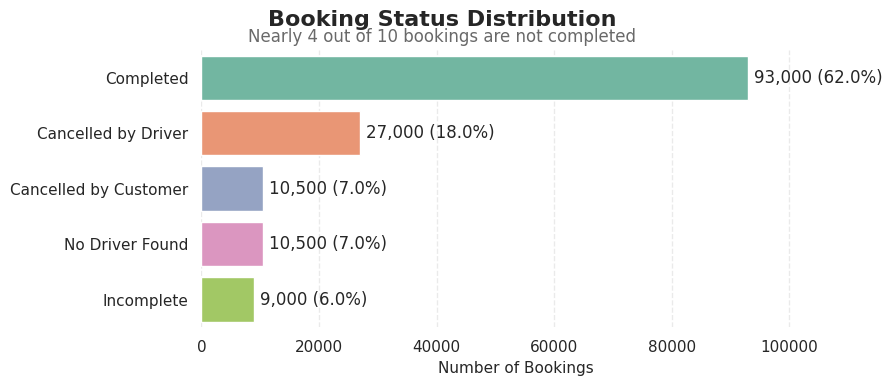 Booking Status Distribution
Nearly 4 out of 10 bookings are not completed
Completed 93,000 (62.0%)
Cancelled by Driver 27,000 (18.0%)
Cancelled by Customer 10,500 (7.0%)
No Driver Found 10,500 (7.0%)
Incomplete 9,000 (6.0%)
0 20000 40000 60000 80000 100000
Number of Bookings